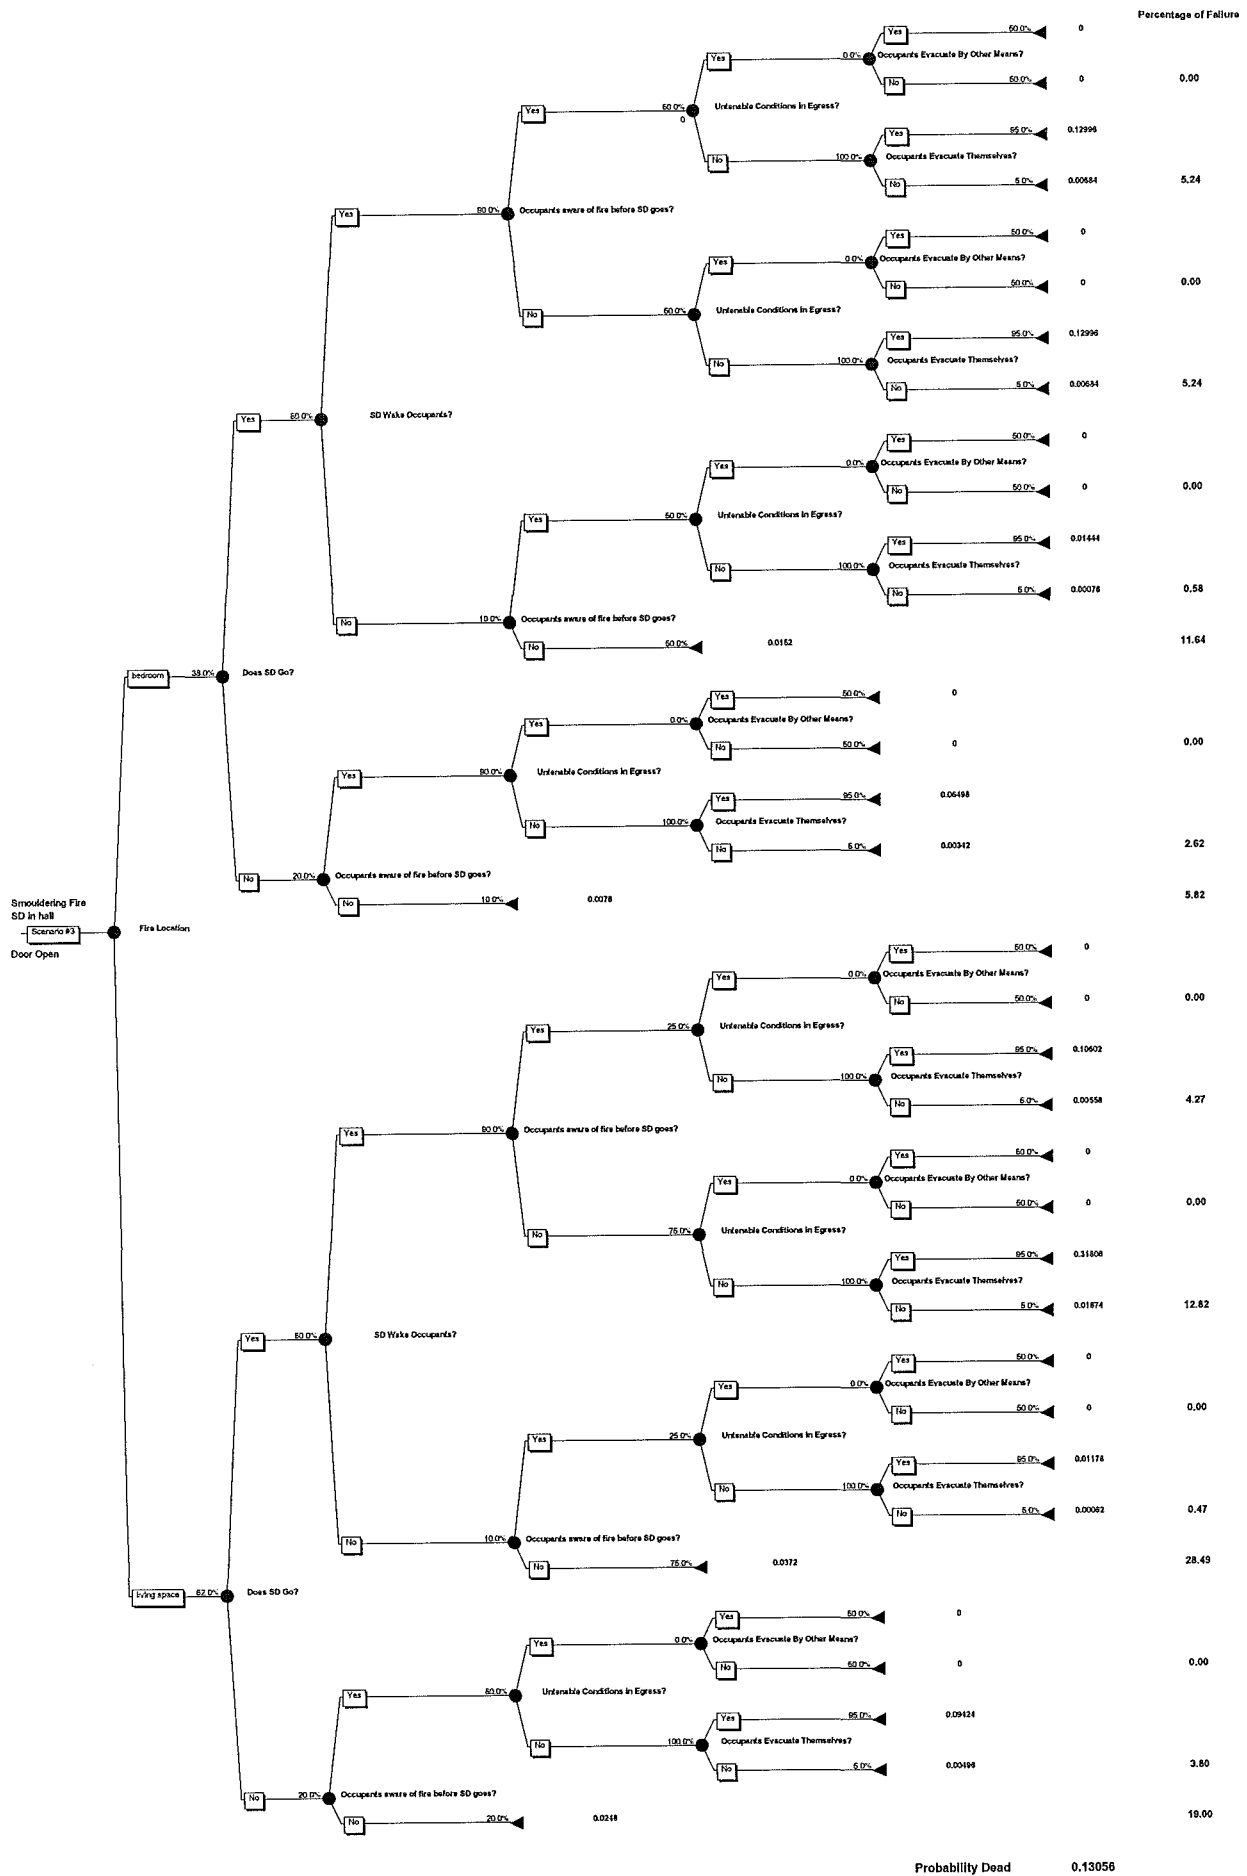 Percentage of Failure
Yes 50.0% 0
Yes 0.0% Occupants Evacuate By Other Means?
No 50.0% 0 0.00
Yes Untenable Conditions in Egress?
0
Yes 95.0% 0.12996
No 100.0% Occupants Evacuate Themselves?
No 5.0% 0.00684 5.24
Yes Occupants aware of fire before SD goes?
Yes 50.0% 0
Yes 0.0% Occupants Evacuate By Other Means?
No 50.0% 0 0.00
No 50.0% Untenable Conditions in Egress?
Yes 95.0% 0.12996
No 100.0% Occupants Evacuate Themselves?
No 5.0% 0.00684 5.24
Yes SD Wake Occupants?
Yes 50.0% 0
Yes 0.0% Occupants Evacuate By Other Means?
No 50.0% 0 0.00
Yes 50.0% Untenable Conditions in Egress?
Yes 95.0% 0.01444
No 100.0% Occupants Evacuate Themselves?
No 5.0% 0.00076 0.58
No 10.0% Occupants aware of fire before SD goes?
No 50.0% 0.0152 11.64
bedroom 38.0% Does SD Go?
Yes 50.0% 0
Yes 0.0% Occupants Evacuate By Other Means?
No 50.0% 0 0.00
Yes 90.0% Untenable Conditions in Egress?
Yes 95.0% 0.06498
No 100.0% Occupants Evacuate Themselves?
No 5.0% 0.00342 2.62
No 20.0% Occupants aware of fire before SD goes?
No 10.0% 0.0076 5.82
Smouldering Fire
SD in hall
Scenario #3 Fire Location
Door Open
Yes 50.0% 0
Yes 0.0% Occupants Evacuate By Other Means?
No 50.0% 0 0.00
Yes 25.0% Untenable Conditions in Egress?
Yes 95.0% 0.10602
No 100.0% Occupants Evacuate Themselves?
No 5.0% 0.00558 4.27
Yes 90.0% Occupants aware of fire before SD goes?
Yes 50.0% 0
Yes 0.0% Occupants Evacuate By Other Means?
No 50.0% 0 0.00
No 75.0% Untenable Conditions in Egress?
Yes 95.0% 0.31806
No 100.0% Occupants Evacuate Themselves?
No 5.0% 0.01674 12.82
Yes SD Wake Occupants?
Yes 50.0% 0
Yes 0.0% Occupants Evacuate By Other Means?
No 50.0% 0 0.00
Yes 25.0% Untenable Conditions in Egress?
Yes 95.0% 0.01178
No 100.0% Occupants Evacuate Themselves?
No 5.0% 0.00062 0.47
No 10.0% Occupants aware of fire before SD goes?
No 75.0% 0.0372 28.49
living space 62.0% Does SD Go?
Yes 50.0% 0
Yes 0.0% Occupants Evacuate By Other Means?
No 50.0% 0 0.00
Yes 80.0% Untenable Conditions in Egress?
Yes 95.0% 0.09424
No 100.0% Occupants Evacuate Themselves?
No 5.0% 0.00496 3.80
No 20.0% Occupants aware of fire before SD goes?
No 20.0% 0.0248 19.00
Probability Dead 0.13056